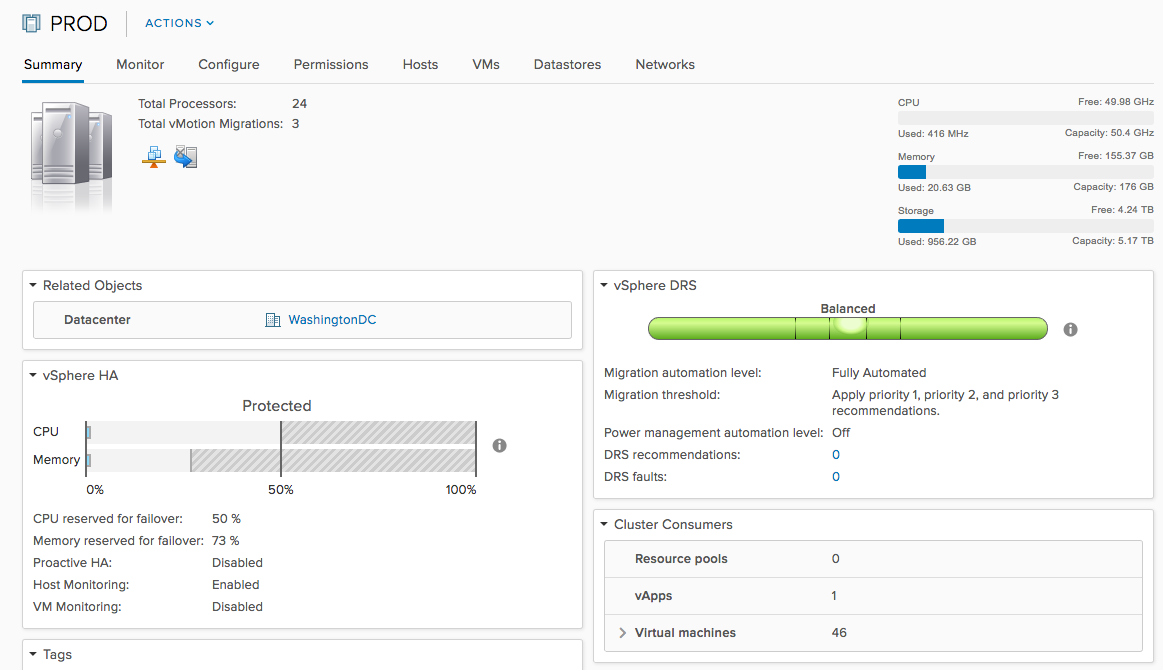 PROD
ACTIONS
Summary Monitor Configure Permissions Hosts VMs Datastores Networks
Total Processors: 24
Total vMotion Migrations: 3
CPU Free: 49.98 GHz
Used: 416 MHz Capacity: 50.4 GHz
Memory Free: 155.37 GB
Used: 20.63 GB Capacity: 176 GB
Storage Free: 4.24 TB
Used: 956.22 GB Capacity: 5.17 TB
Related Objects
Datacenter WashingtonDC
vSphere HA
Protected
CPU
Memory
0% 50% 100%
CPU reserved for failover: 50 %
Memory reserved for failover: 73 %
Proactive HA: Disabled
Host Monitoring: Enabled
VM Monitoring: Disabled
Tags
vSphere DRS
Balanced
Migration automation level: Fully Automated
Migration threshold: Apply priority 1, priority 2, and priority 3
recommendations.
Power management automation level: Off
DRS recommendations: 0
DRS faults: 0
Cluster Consumers
Resource pools 0
vApps 1
Virtual machines 46